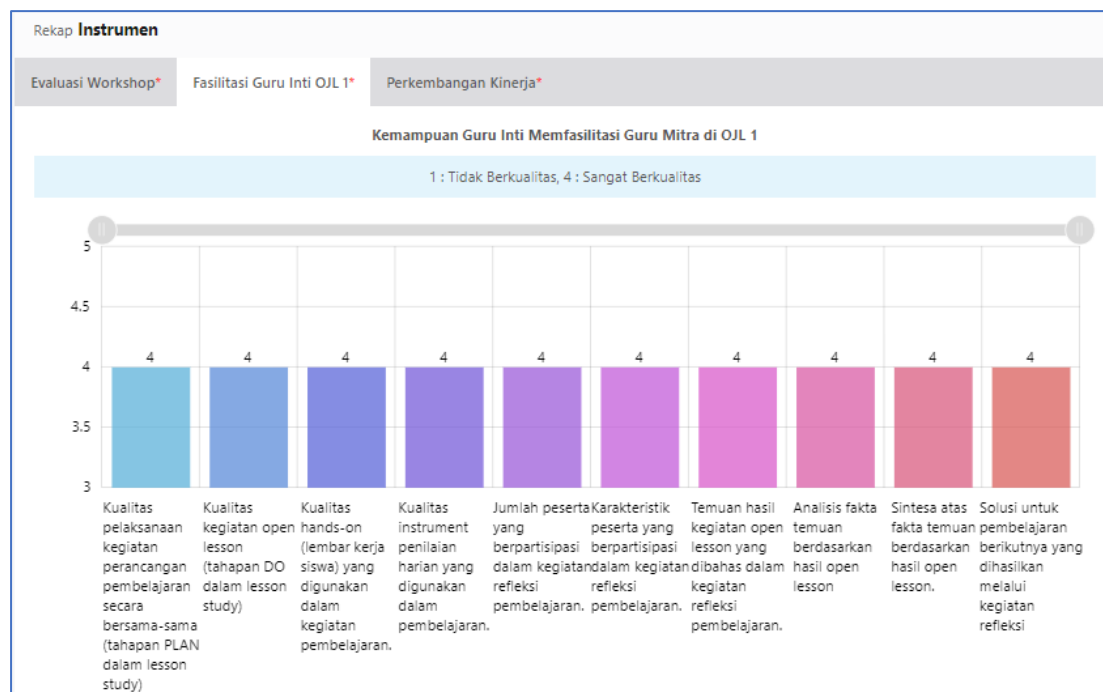 Rekap Instrumen
Evaluasi Workshop* Fasilitasi Guru Inti OJL 1* Perkembangan Kinerja*
Kemampuan Guru Inti Memfasilitasi Guru Mitra di OJL 1
1 : Tidak Berkualitas, 4 : Sangat Berkualitas
5
4.5
4
3.5
3
4 4 4 4 4 4 4 4 4 4
Kualitas
pelaksanaan
kegiatan
perancangan
pembelajaran
secara
bersama-sama
(tahapan PLAN
dalam lesson
study)
Kualitas
kegiatan open
lesson
(tahapan DO
dalam lesson
study)
Kualitas
hands-on
(lembar kerja
siswa) yang
digunakan
dalam
kegiatan
pembelajaran.
Kualitas
instrument
penilaian
harian yang
digunakan
dalam
pembelajaran.
Jumlah peserta
yang
berpartisipasi
dalam kegiatan
refleksi
pembelajaran.
Karakteristik
peserta yang
berpartisipasi
dalam kegiatan
refleksi
pembelajaran.
Temuan hasil
kegiatan open
lesson yang
dibahas dalam
kegiatan
refleksi
pembelajaran.
Analisis fakta
temuan
berdasarkan
hasil open
lesson
Sintesa atas
fakta temuan
berdasarkan
hasil open
lesson.
Solusi untuk
pembelajaran
berikutnya yang
dihasilkan
melalui
kegiatan
refleksi